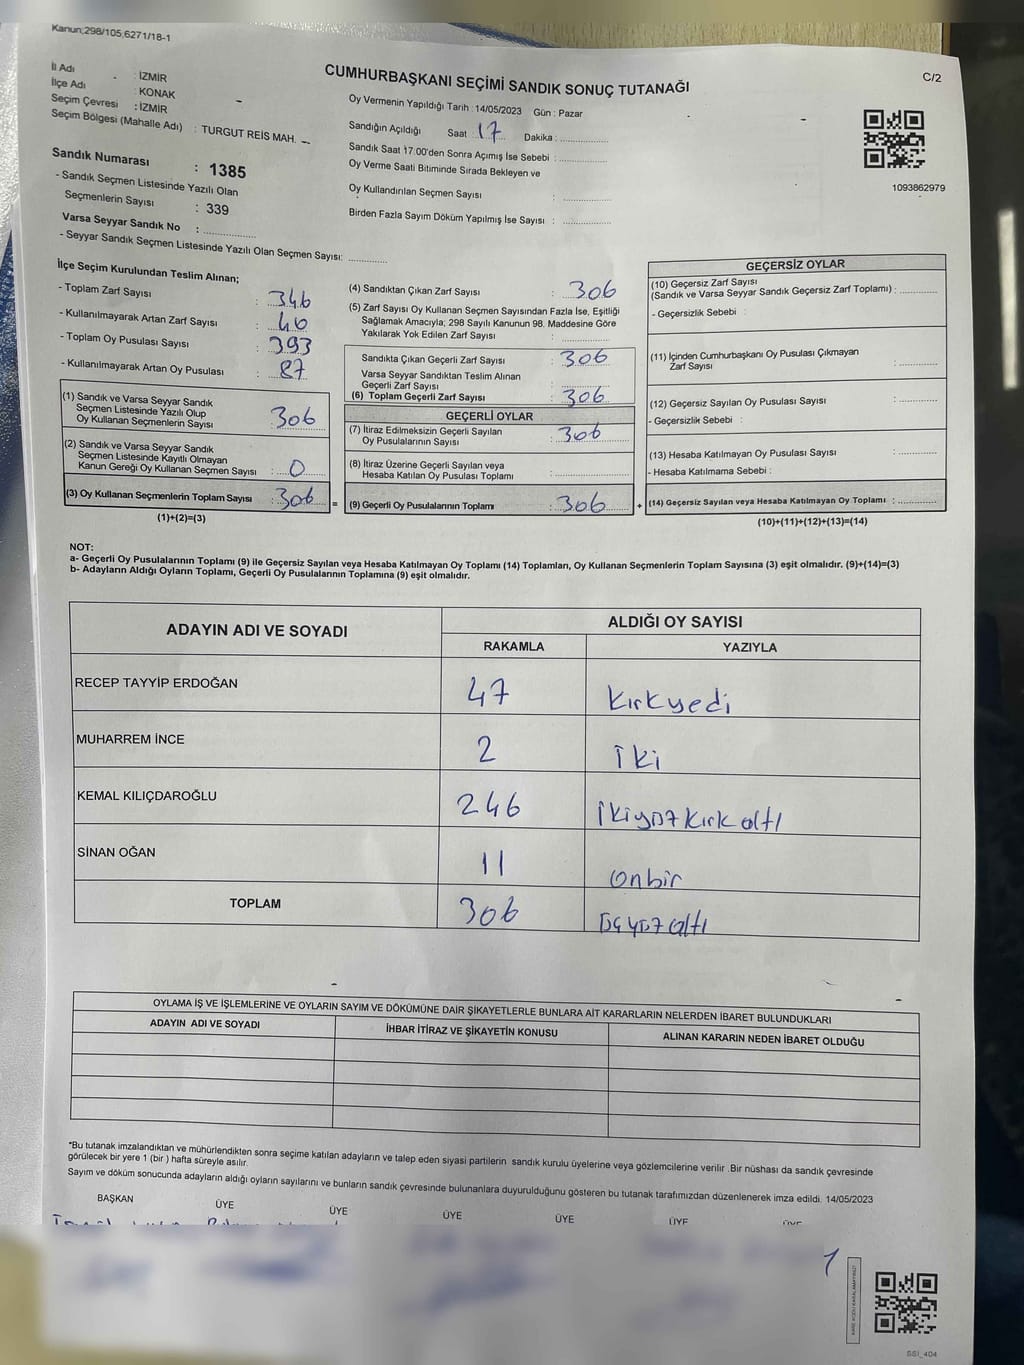 Kanun;298/105;6271/18-1
C/2
CUMHURBAŞKANI SEÇİMİ SANDIK SONUÇ TUTANAĞI
İl Adı : İZMİR
İlçe Adı : KONAK
Seçim Çevresi : İZMİR
Seçim Bölgesi (Mahalle Adı) : TURGUT REİS MAH.
Sandık Numarası : 1385
- Sandık Seçmen Listesinde Yazılı Olan
Seçmenlerin Sayısı : 339
Varsa Seyyar Sandık No : ............
- Seyyar Sandık Seçmen Listesinde Yazılı Olan Seçmen Sayısı: ............
Oy Vermenin Yapıldığı Tarih : 14/05/2023 Gün : Pazar
Sandığın Açıldığı Saat : 17 Dakika : ............
Sandık Saat 17:00'den Sonra Açımış İse Sebebi : ............
Oy Verme Saati Bitiminde Sırada Bekleyen ve
Oy Kullandırılan Seçmen Sayısı : ............
Birden Fazla Sayım Döküm Yapılmış İse Sayısı : ............
1093862979
İlçe Seçim Kurulundan Teslim Alınan;
- Toplam Zarf Sayısı : 346
- Kullanılmayarak Artan Zarf Sayısı : 40
- Toplam Oy Pusulası Sayısı : 393
- Kullanılmayarak Artan Oy Pusulası : 87
(1) Sandık ve Varsa Seyyar Sandık
Seçmen Listesinde Yazılı Olup
Oy Kullanan Seçmenlerin Sayısı : 306
(2) Sandık ve Varsa Seyyar Sandık
Seçmen Listesinde Kayıtlı Olmayan
Kanun Gereği Oy Kullanan Seçmen Sayısı : 0
(3) Oy Kullanan Seçmenlerin Toplam Sayısı : 306 =
(1)+(2)=(3)
(4) Sandıktan Çıkan Zarf Sayısı : 306
(5) Zarf Sayısı Oy Kullanan Seçmen Sayısından Fazla İse, Eşitliği
Sağlamak Amacıyla; 298 Sayılı Kanunun 98. Maddesine Göre
Yakılarak Yok Edilen Zarf Sayısı : ............
Sandıkta Çıkan Geçerli Zarf Sayısı : 306
Varsa Seyyar Sandıktan Teslim Alınan
Geçerli Zarf Sayısı : ............
(6) Toplam Geçerli Zarf Sayısı : 306
GEÇERLİ OYLAR
(7) İtiraz Edilmeksizin Geçerli Sayılan
Oy Pusulalarının Sayısı : 306
(8) İtiraz Üzerine Geçerli Sayılan veya
Hesaba Katılan Oy Pusulası Toplamı : ............
(9) Geçerli Oy Pusulalarının Toplamı : 306 +
GEÇERSİZ OYLAR
(10) Geçersiz Zarf Sayısı
(Sandık ve Varsa Seyyar Sandık Geçersiz Zarf Toplamı) : ............
- Geçersizlik Sebebi :
(11) İçinden Cumhurbaşkanı Oy Pusulası Çıkmayan
Zarf Sayısı : ............
(12) Geçersiz Sayılan Oy Pusulası Sayısı : ............
- Geçersizlik Sebebi :
(13) Hesaba Katılmayan Oy Pusulası Sayısı : ............
- Hesaba Katılmama Sebebi :
(14) Geçersiz Sayılan veya Hesaba Katılmayan Oy Toplamı : ............
(10)+(11)+(12)+(13)=(14)
NOT:
a- Geçerli Oy Pusulalarının Toplamı (9) ile Geçersiz Sayılan veya Hesaba Katılmayan Oy Toplamı (14) Toplamları, Oy Kullanan Seçmenlerin Toplam Sayısına (3) eşit olmalıdır. (9)+(14)=(3)
b- Adayların Aldığı Oyların Toplamı, Geçerli Oy Pusulalarının Toplamına (9) eşit olmalıdır.
ADAYIN ADI VE SOYADI ALDIĞI OY SAYISI
RAKAMLA YAZIYLA
RECEP TAYYİP ERDOĞAN 47 kırkyedi
MUHARREM İNCE 2 iki
KEMAL KILIÇDAROĞLU 246 ikiyüzkırkaltı
SİNAN OĞAN 11 onbir
TOPLAM 306 üçyüzaltı
OYLAMA İŞ VE İŞLEMLERİNE VE OYLARIN SAYIM VE DÖKÜMÜNE DAİR ŞİKAYETLERLE BUNLARA AİT KARARLARIN NELERDEN İBARET BULUNDUKLARI
ADAYIN ADI VE SOYADI İHBAR İTİRAZ VE ŞİKAYETİN KONUSU ALINAN KARARIN NEDEN İBARET OLDUĞU
*Bu tutanak imzalandıktan ve mühürlendikten sonra seçime katılan adayların ve talep eden siyasi partilerin sandık kurulu üyelerine veya gözlemcilerine verilir .Bir nüshası da sandık çevresinde
görülecek bir yere 1 (bir ) hafta süreyle asılır.
Sayım ve döküm sonucunda adayların aldığı oyların sayılarını ve bunların sandık çevresinde bulunanlara duyurulduğunu gösteren bu tutanak tarafımızdan düzenlenerek imza edildi. 14/05/2023
BAŞKAN ÜYE ÜYE ÜYE ÜYE ÜYE ÜYE
SSI_404